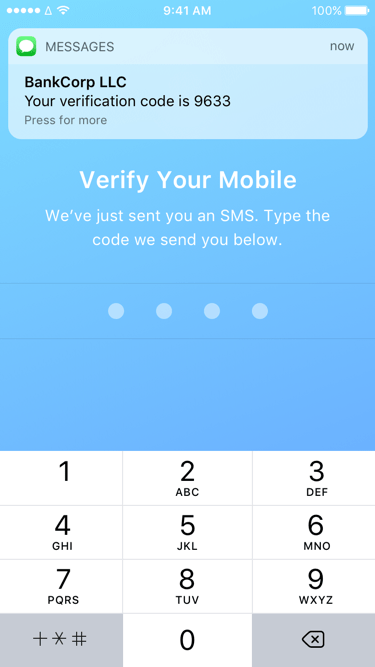 9:41 AM
100%
MESSAGES
now
BankCorp LLC
Your verification code is 9633
Press for more
Verify Your Mobile
We’ve just sent you an SMS. Type the
code we send you below.
1
2
3
ABC
DEF
4
5
6
GHI
JKL
MNO
7
8
9
PQRS
TUV
WXYZ
+*#
0